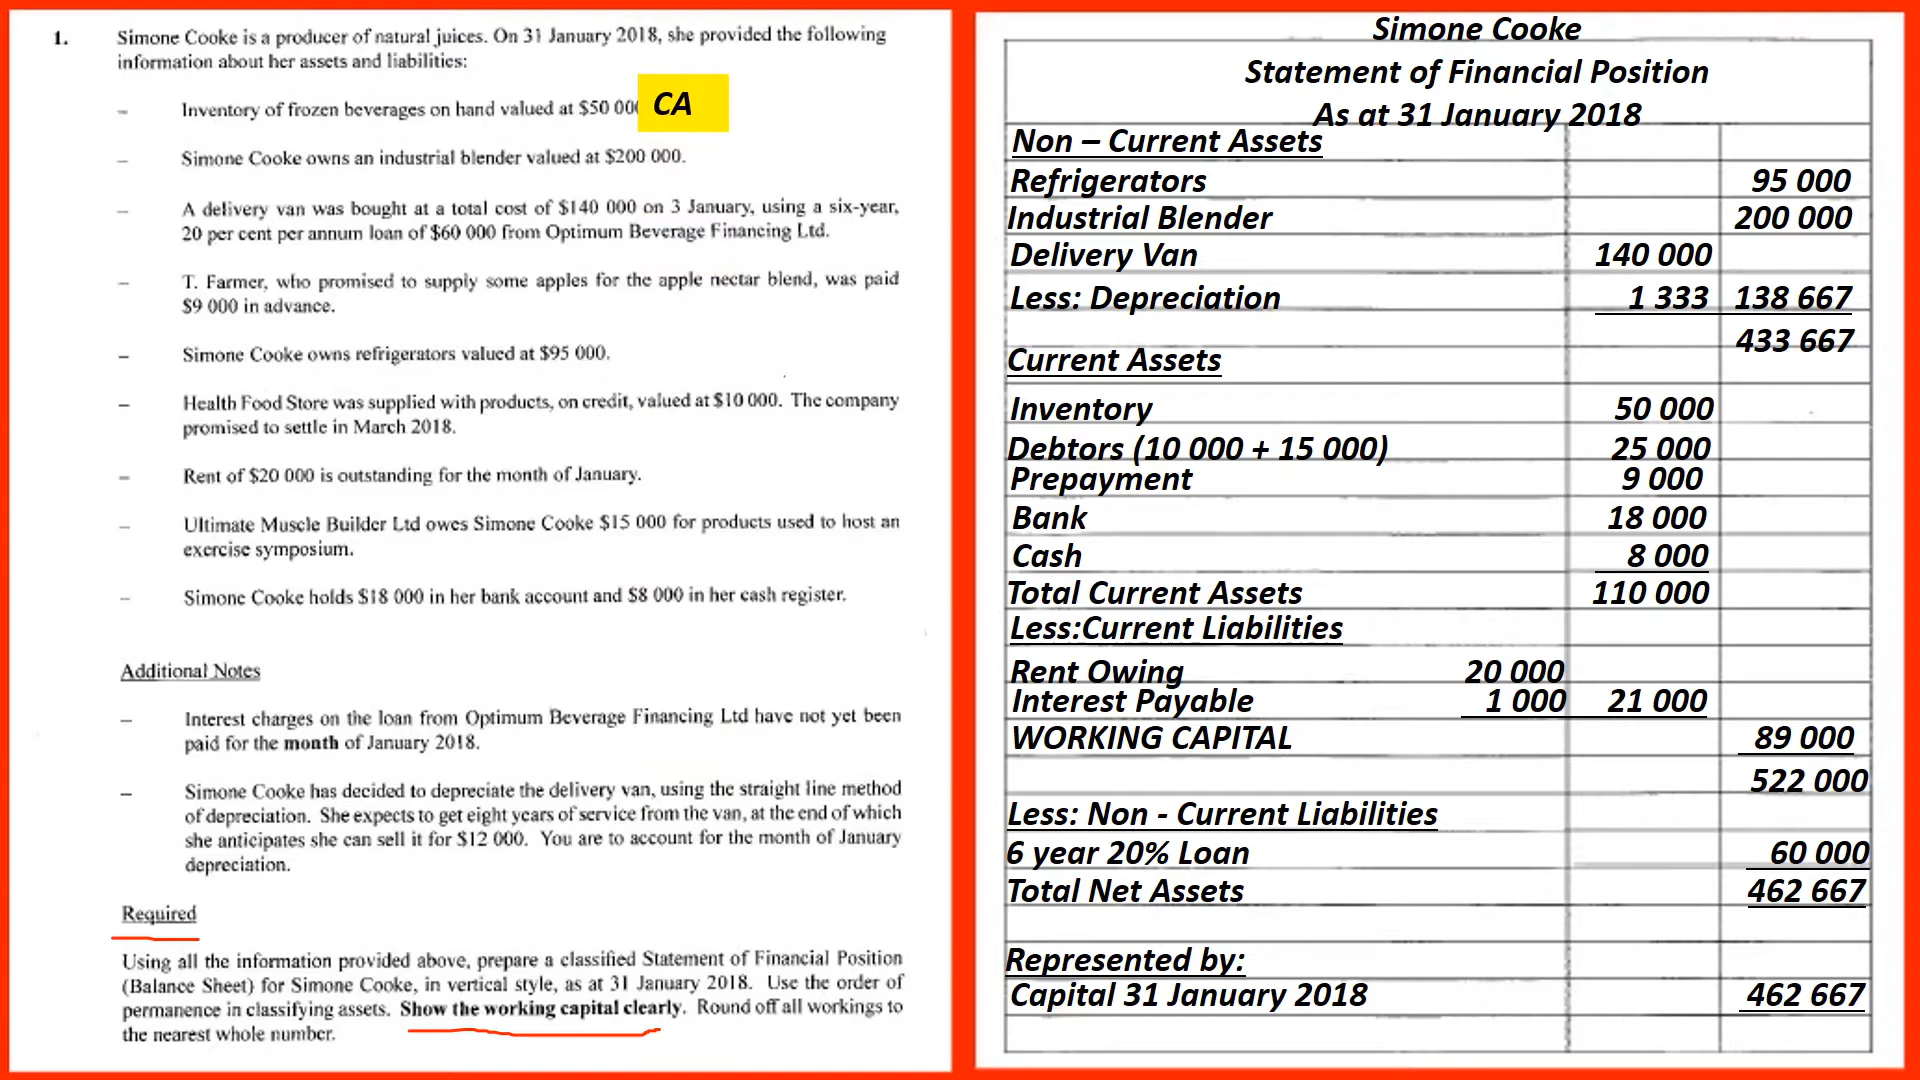 1. Simone Cooke is a producer of natural juices. On 31 January 2018, she provided the following
information about her assets and liabilities:
– Inventory of frozen beverages on hand valued at $50 00
CA
– Simone Cooke owns an industrial blender valued at $200 000.
– A delivery van was bought at a total cost of $140 000 on 3 January, using a six-year,
20 per cent per annum loan of $60 000 from Optimum Beverage Financing Ltd.
– T. Farmer, who promised to supply some apples for the apple nectar blend, was paid
$9 000 in advance.
– Simone Cooke owns refrigerators valued at $95 000.
– Health Food Store was supplied with products, on credit, valued at $10 000. The company
promised to settle in March 2018.
– Rent of $20 000 is outstanding for the month of January.
– Ultimate Muscle Builder Ltd owes Simone Cooke $15 000 for products used to host an
exercise symposium.
– Simone Cooke holds $18 000 in her bank account and $8 000 in her cash register.
Additional Notes
– Interest charges on the loan from Optimum Beverage Financing Ltd have not yet been
paid for the month of January 2018.
– Simone Cooke has decided to depreciate the delivery van, using the straight line method
of depreciation. She expects to get eight years of service from the van, at the end of which
she anticipates she can sell it for $12 000. You are to account for the month of January
depreciation.
Required
Using all the information provided above, prepare a classified Statement of Financial Position
(Balance Sheet) for Simone Cooke, in vertical style, as at 31 January 2018. Use the order of
permanence in classifying assets. Show the working capital clearly. Round off all workings to
the nearest whole number.
Simone Cooke
Statement of Financial Position
As at 31 January 2018
Non – Current Assets
Refrigerators 95 000
Industrial Blender 200 000
Delivery Van 140 000
Less: Depreciation 1 333 138 667
433 667
Current Assets
Inventory 50 000
Debtors (10 000 + 15 000) 25 000
Prepayment 9 000
Bank 18 000
Cash 8 000
Total Current Assets 110 000
Less:Current Liabilities
Rent Owing 20 000
Interest Payable 1 000 21 000
WORKING CAPITAL 89 000
522 000
Less: Non - Current Liabilities
6 year 20% Loan 60 000
Total Net Assets 462 667
Represented by:
Capital 31 January 2018 462 667